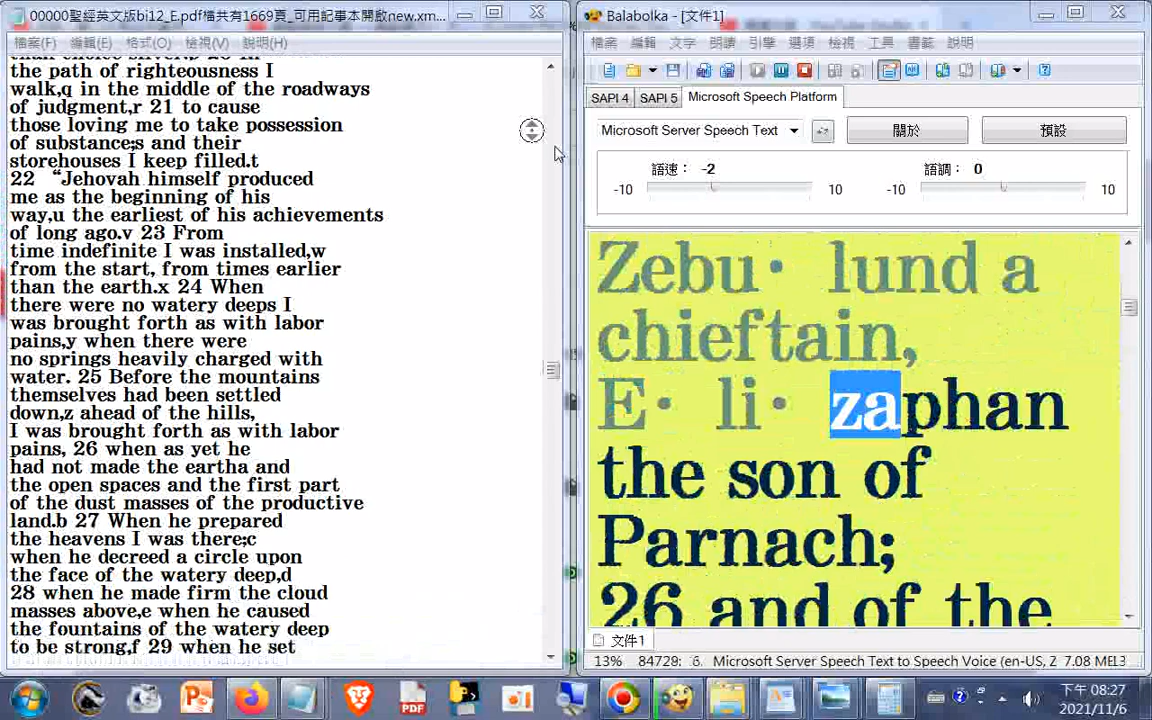 00000聖經英文版bi12_E.pdf檔共有1669頁_可用記事本開啟new.xm...
檔案(F) 編輯(E) 格式(O) 檢視(V) 說明(H)
the path of righteousness I
walk,q in the middle of the roadways
of judgment,r 21 to cause
those loving me to take possession
of substance;s and their
storehouses I keep filled.t
22 “Jehovah himself produced
me as the beginning of his
way,u the earliest of his achievements
of long ago.v 23 From
time indefinite I was installed,w
from the start, from times earlier
than the earth.x 24 When
there were no watery deeps I
was brought forth as with labor
pains,y when there were
no springs heavily charged with
water. 25 Before the mountains
themselves had been settled
down,z ahead of the hills,
I was brought forth as with labor
pains, 26 when as yet he
had not made the eartha and
the open spaces and the first part
of the dust masses of the productive
land.b 27 When he prepared
the heavens I was there;c
when he decreed a circle upon
the face of the watery deep,d
28 when he made firm the cloud
masses above,e when he caused
the fountains of the watery deep
to be strong,f 29 when he set
Balabolka - [文件1]
檔案 編輯 文字 朗讀 引擎 選項 檢視 工具 書籤 說明
SAPI 4 SAPI 5 Microsoft Speech Platform
Microsoft Server Speech Text 關於 預設
語速: -2 語調: 0
-10 10 -10 10
Zebu· lund a
chieftain,
E· li· zaphan
the son of
Parnach;
26 and of the
文件1
13% 84729: 6. Microsoft Server Speech Text to Speech Voice (en-US, Z 7.08 ME
下午 08:27
2021/11/6